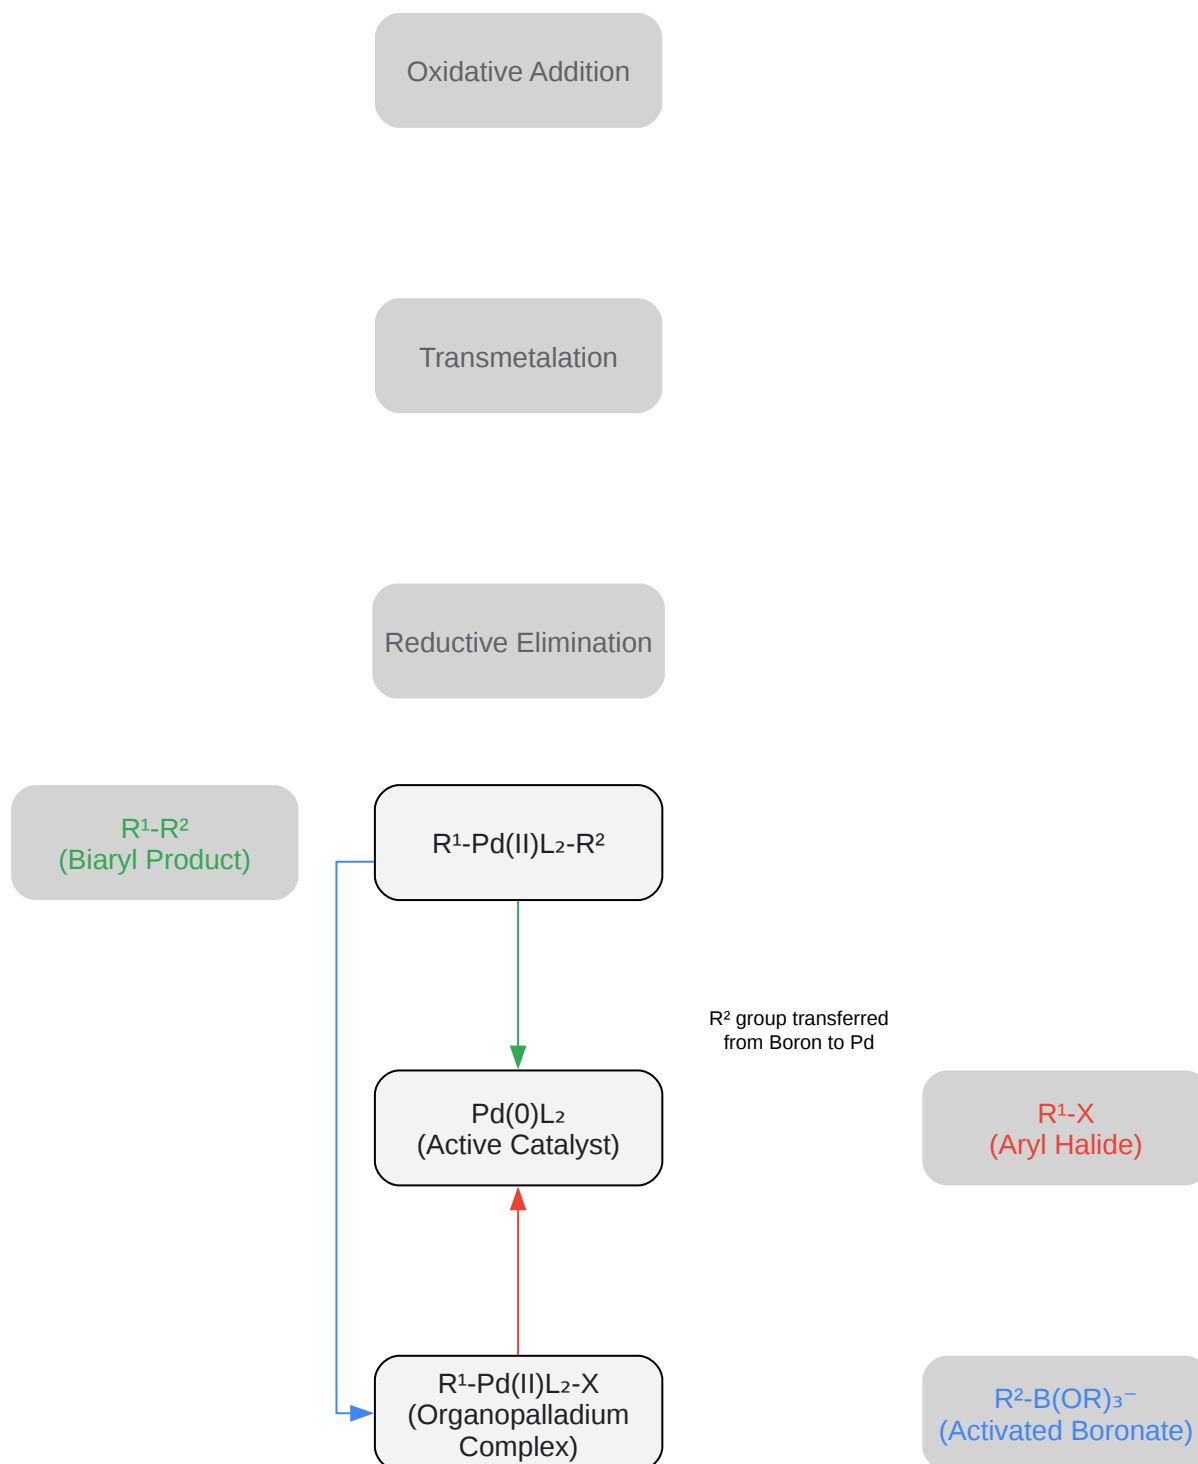 Oxidative Addition
Transmetalation
Reductive Elimination
R¹-R²
(Biaryl Product)
R¹-Pd(II)L₂-R²
R² group transferred
from Boron to Pd
Pd(0)L₂
(Active Catalyst)
R¹-X
(Aryl Halide)
R¹-Pd(II)L₂-X
(Organopalladium
Complex)
R²-B(OR)₃⁻
(Activated Boronate)